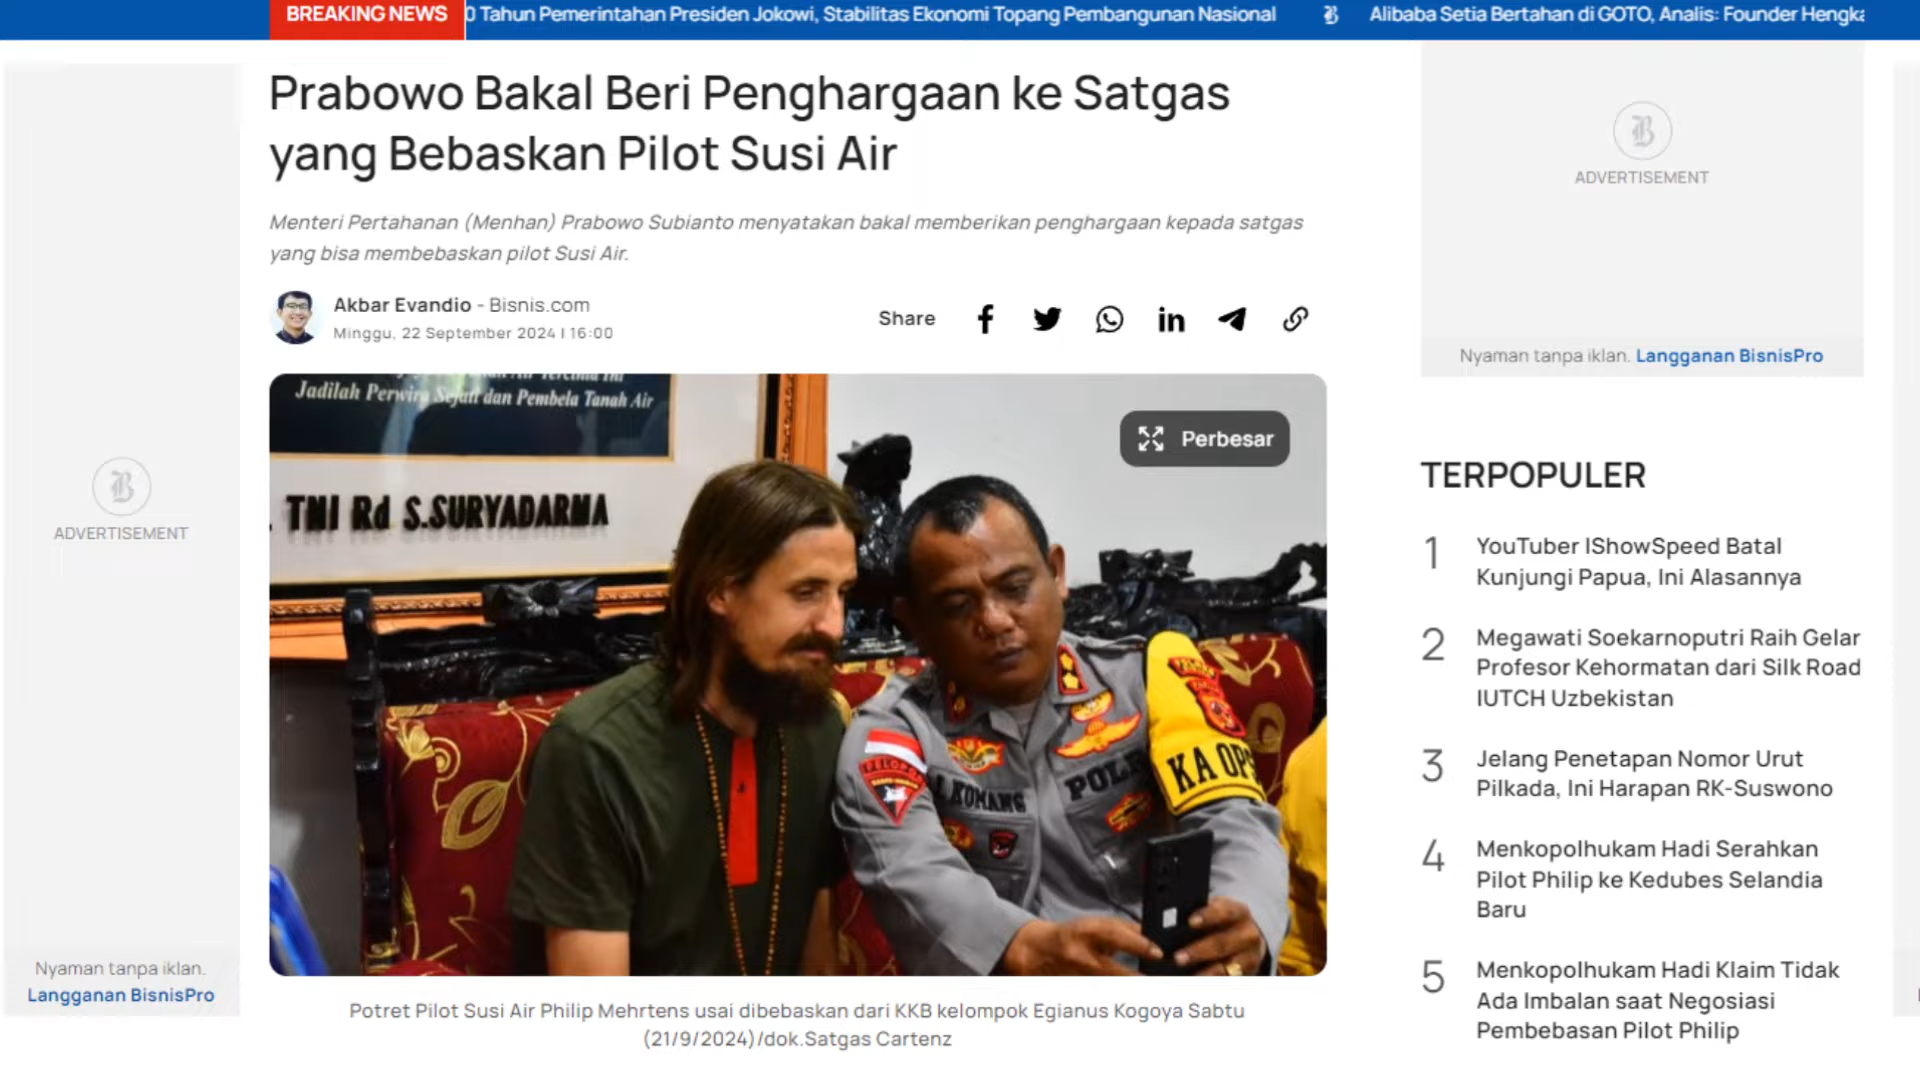 BREAKING NEWS
0 Tahun Pemerintahan Presiden Jokowi, Stabilitas Ekonomi Topang Pembangunan Nasional
Alibaba Setia Bertahan di GOTO, Analis: Founder Hengka
Prabowo Bakal Beri Penghargaan ke Satgas
yang Bebaskan Pilot Susi Air
Menteri Pertahanan (Menhan) Prabowo Subianto menyatakan bakal memberikan penghargaan kepada satgas
yang bisa membebaskan pilot Susi Air.
Akbar Evandio - Bisnis.com
Minggu, 22 September 2024 | 16:00
Share
Jadilah Perwira Sejati dan Pembela Tanah Air
Perbesar
. TNI Rd S.SURYADARMA
PELOPOR
KOMANG
POL
KA OPS
Potret Pilot Susi Air Philip Mehrtens usai dibebaskan dari KKB kelompok Egianus Kogoya Sabtu
(21/9/2024)/dok.Satgas Cartenz
B
ADVERTISEMENT
Nyaman tanpa iklan.
Langganan BisnisPro
B
ADVERTISEMENT
Nyaman tanpa iklan. Langganan BisnisPro
TERPOPULER
1
YouTuber IShowSpeed Batal
Kunjungi Papua, Ini Alasannya
2
Megawati Soekarnoputri Raih Gelar
Profesor Kehormatan dari Silk Road
IUTCH Uzbekistan
3
Jelang Penetapan Nomor Urut
Pilkada, Ini Harapan RK-Suswono
4
Menkopolhukam Hadi Serahkan
Pilot Philip ke Kedubes Selandia
Baru
5
Menkopolhukam Hadi Klaim Tidak
Ada Imbalan saat Negosiasi
Pembebasan Pilot Philip